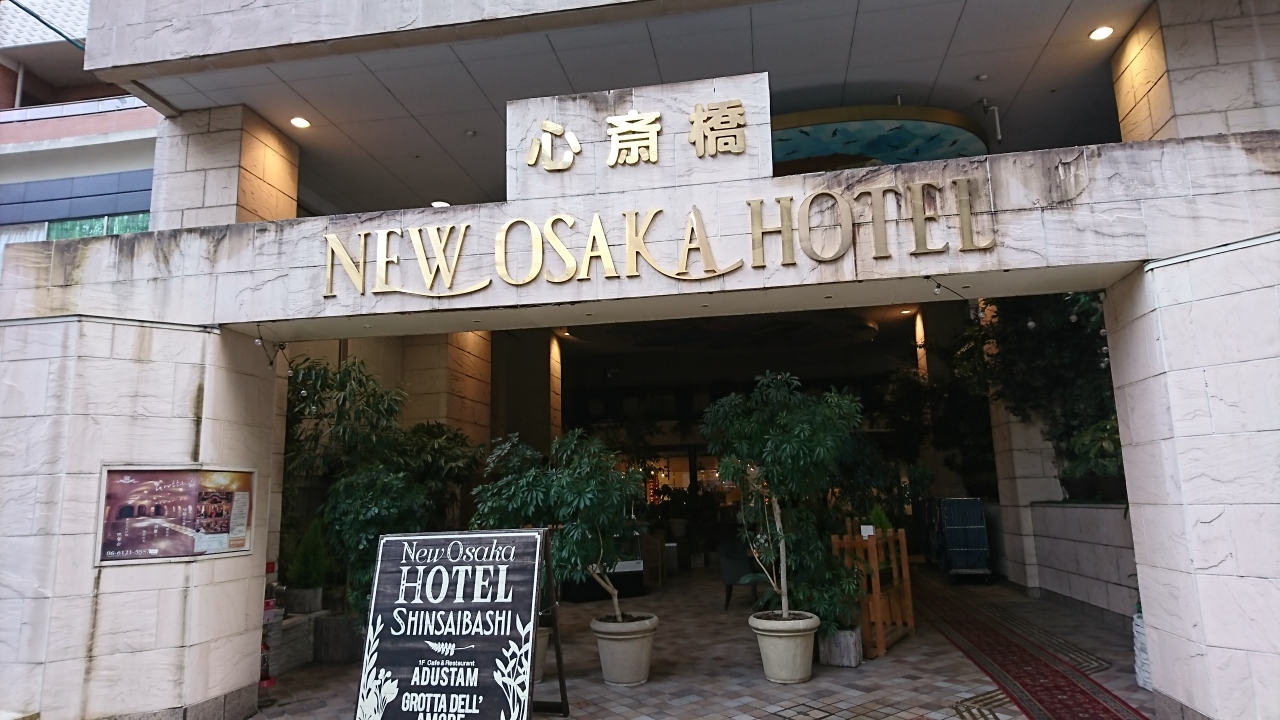 心斎橋
NEW OSAKA HOTEL
New Osaka
HOTEL
SHINSAIBASHI
1F Cafe & Restaurant
ADUSTAM
GROTTA DELL'
AMORE